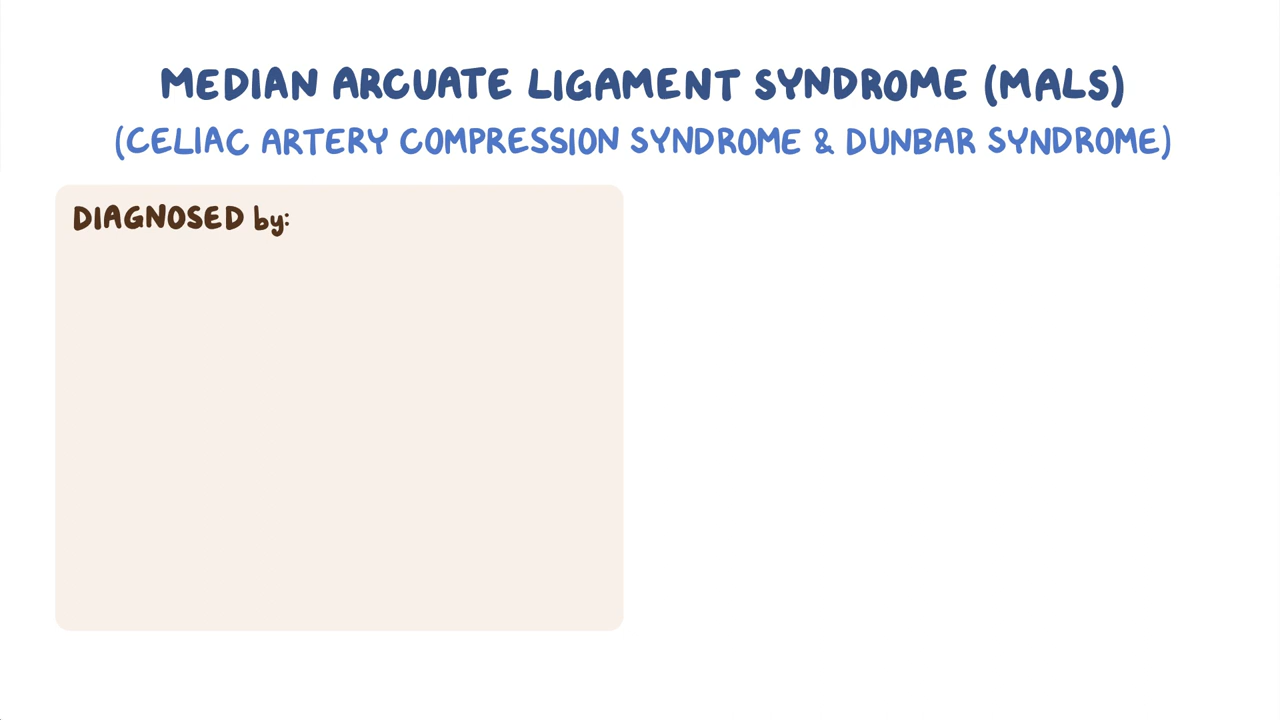 MEDIAN ARCUATE LIGAMENT SYNDROME (MALS)
(CELIAC ARTERY COMPRESSION SYNDROME & DUNBAR SYNDROME)
DIAGNOSED by: